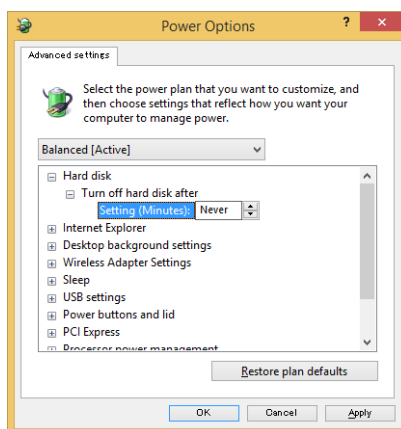 Power Options
?
×
Advanced settings
Select the power plan that you want to customize, and
then choose settings that reflect how you want your
computer to manage power.
Balanced [Active]
Hard disk
Turn off hard disk after
Setting (Minutes): Never
Internet Explorer
Desktop background settings
Wireless Adapter Settings
Sleep
USB settings
Power buttons and lid
PCI Express
Processor power management
Restore plan defaults
OK Cancel Apply